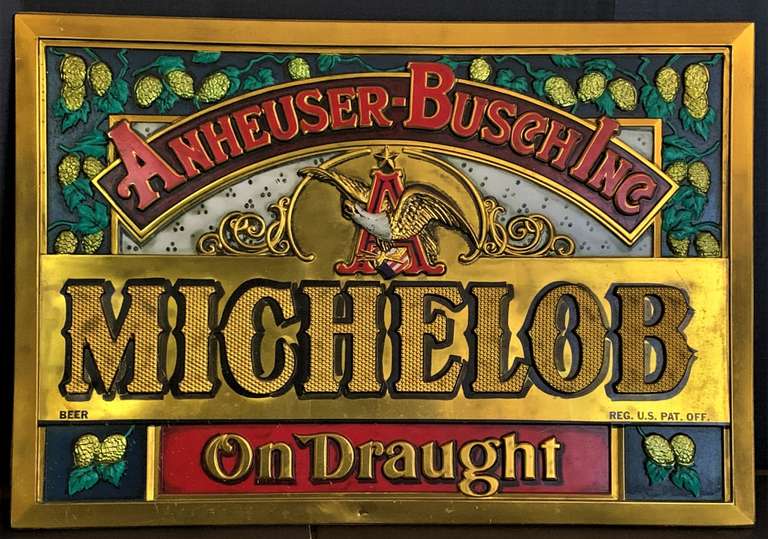 ANHEUSER-BUSCH INC
A
MICHELOB
BEER REG. U.S. PAT. OFF.
On Draught